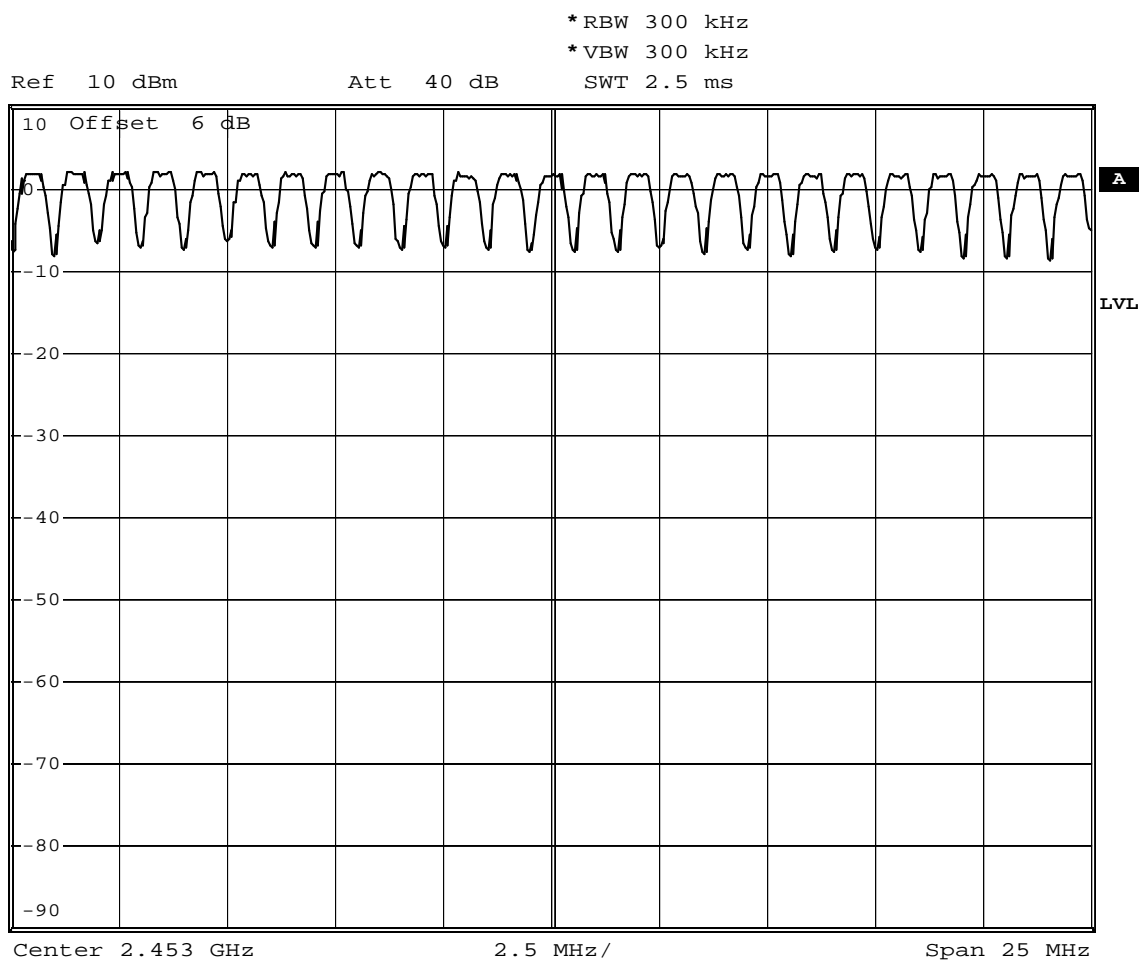 *RBW 300 kHz
*VBW 300 kHz
Ref 10 dBm Att 40 dB SWT 2.5 ms
10 Offset 6 dB
0
A
-10
LVL
-20
-30
-40
-50
-60
-70
-80
-90
Center 2.453 GHz 2.5 MHz/ Span 25 MHz